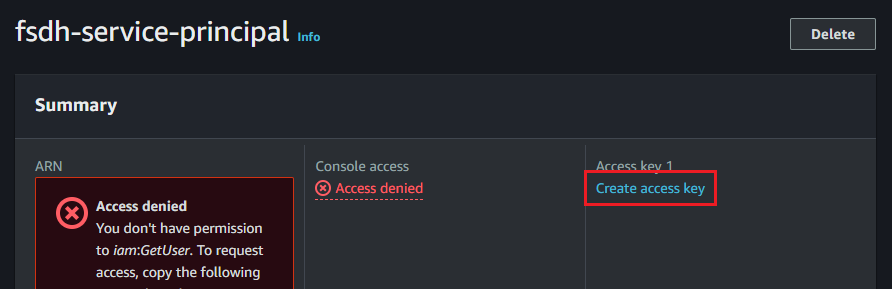 fsdh-service-principal Info
Delete
Summary
ARN
Access denied
You don't have permission
to iam:GetUser. To request
access, copy the following
Console access
Access denied
Access key 1
Create access key